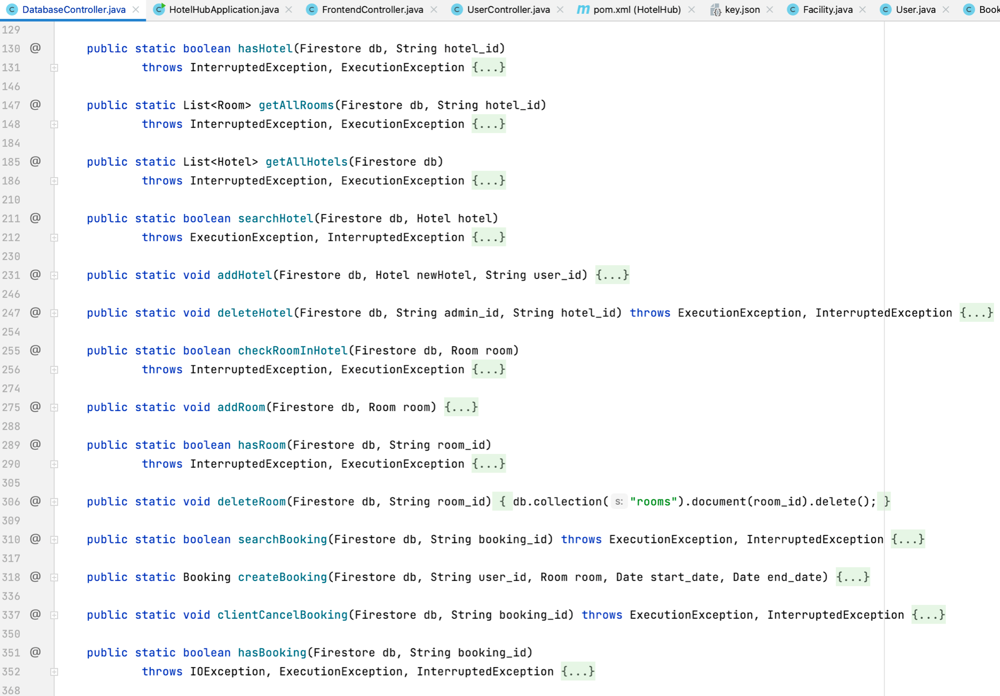 DatabaseController.java HotelHubApplication.java FrontendController.java UserController.java pom.xml (HotelHub) key.json Facility.java User.java Book
129
130 @ public static boolean hasHotel(Firestore db, String hotel_id)
131 throws InterruptedException, ExecutionException {...}
146
147 @ public static List<Room> getAllRooms(Firestore db, String hotel_id)
148 throws InterruptedException, ExecutionException {...}
184
185 @ public static List<Hotel> getAllHotels(Firestore db)
186 throws InterruptedException, ExecutionException {...}
210
211 @ public static boolean searchHotel(Firestore db, Hotel hotel)
212 throws ExecutionException, InterruptedException {...}
230
231 @ public static void addHotel(Firestore db, Hotel newHotel, String user_id) {...}
246
247 @ public static void deleteHotel(Firestore db, String admin_id, String hotel_id) throws ExecutionException, InterruptedException {...}
254
255 @ public static boolean checkRoomInHotel(Firestore db, Room room)
256 throws InterruptedException, ExecutionException {...}
274
275 @ public static void addRoom(Firestore db, Room room) {...}
288
289 @ public static boolean hasRoom(Firestore db, String room_id)
290 throws InterruptedException, ExecutionException {...}
305
306 @ public static void deleteRoom(Firestore db, String room_id) { db.collection( s: "rooms").document(room_id).delete(); }
309
310 @ public static boolean searchBooking(Firestore db, String booking_id) throws ExecutionException, InterruptedException {...}
317
318 @ public static Booking createBooking(Firestore db, String user_id, Room room, Date start_date, Date end_date) {...}
336
337 @ public static void clientCancelBooking(Firestore db, String booking_id) throws ExecutionException, InterruptedException {...}
350
351 @ public static boolean hasBooking(Firestore db, String booking_id)
352 throws IOException, ExecutionException, InterruptedException {...}
368